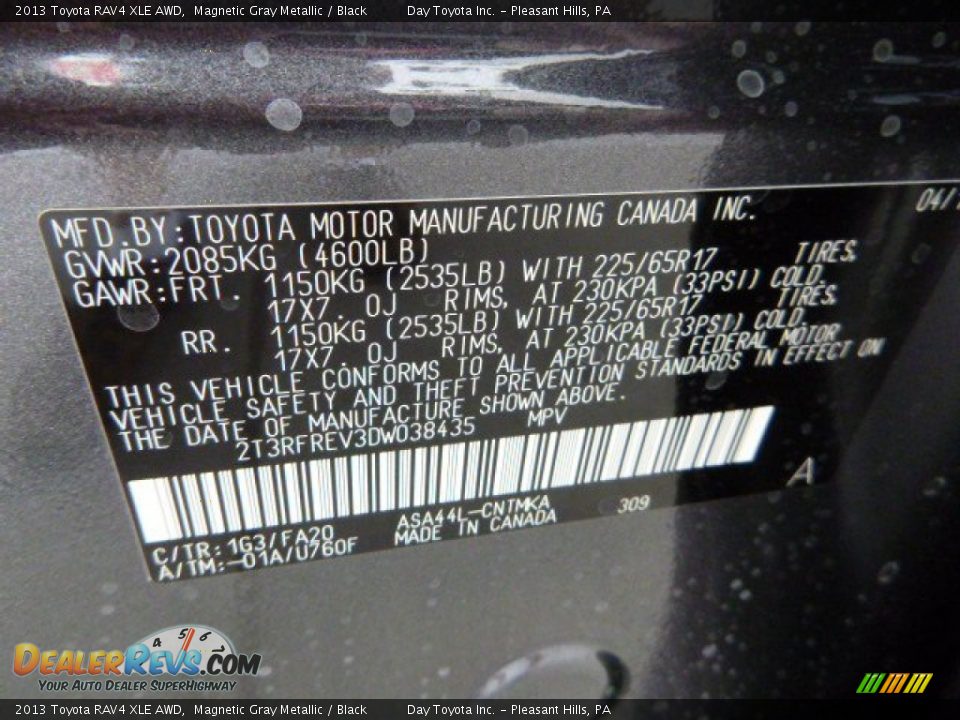 2013 Toyota RAV4 XLE AWD, Magnetic Gray Metallic / Black Day Toyota Inc. - Pleasant Hills, PA
MFD.BY:TOYOTA MOTOR MANUFACTURING CANADA INC. 04/
GVWR:2085KG (4600LB)
GAWR:FRT. 1150KG (2535LB) WITH 225/65R17 TIRES,
17X7.0J RIMS, AT 230KPA (33PSI) COLD.
RR. 1150KG (2535LB) WITH 225/65R17 TIRES,
17X7.0J RIMS, AT 230KPA (33PSI) COLD.
THIS VEHICLE CONFORMS TO ALL APPLICABLE FEDERAL MOTOR
VEHICLE SAFETY AND THEFT PREVENTION STANDARDS IN EFFECT ON
THE DATE OF MANUFACTURE SHOWN ABOVE.
2T3RFREV3DW038435 MPV
A
C/TR:1G3/FA20 ASA44L-CNTMKA 309
A/TM:-01A/U760F MADE IN CANADA
4 5 6
DEALERREVS.COM
YOUR AUTO DEALER SUPERHIGHWAY
2013 Toyota RAV4 XLE AWD, Magnetic Gray Metallic / Black Day Toyota Inc. - Pleasant Hills, PA